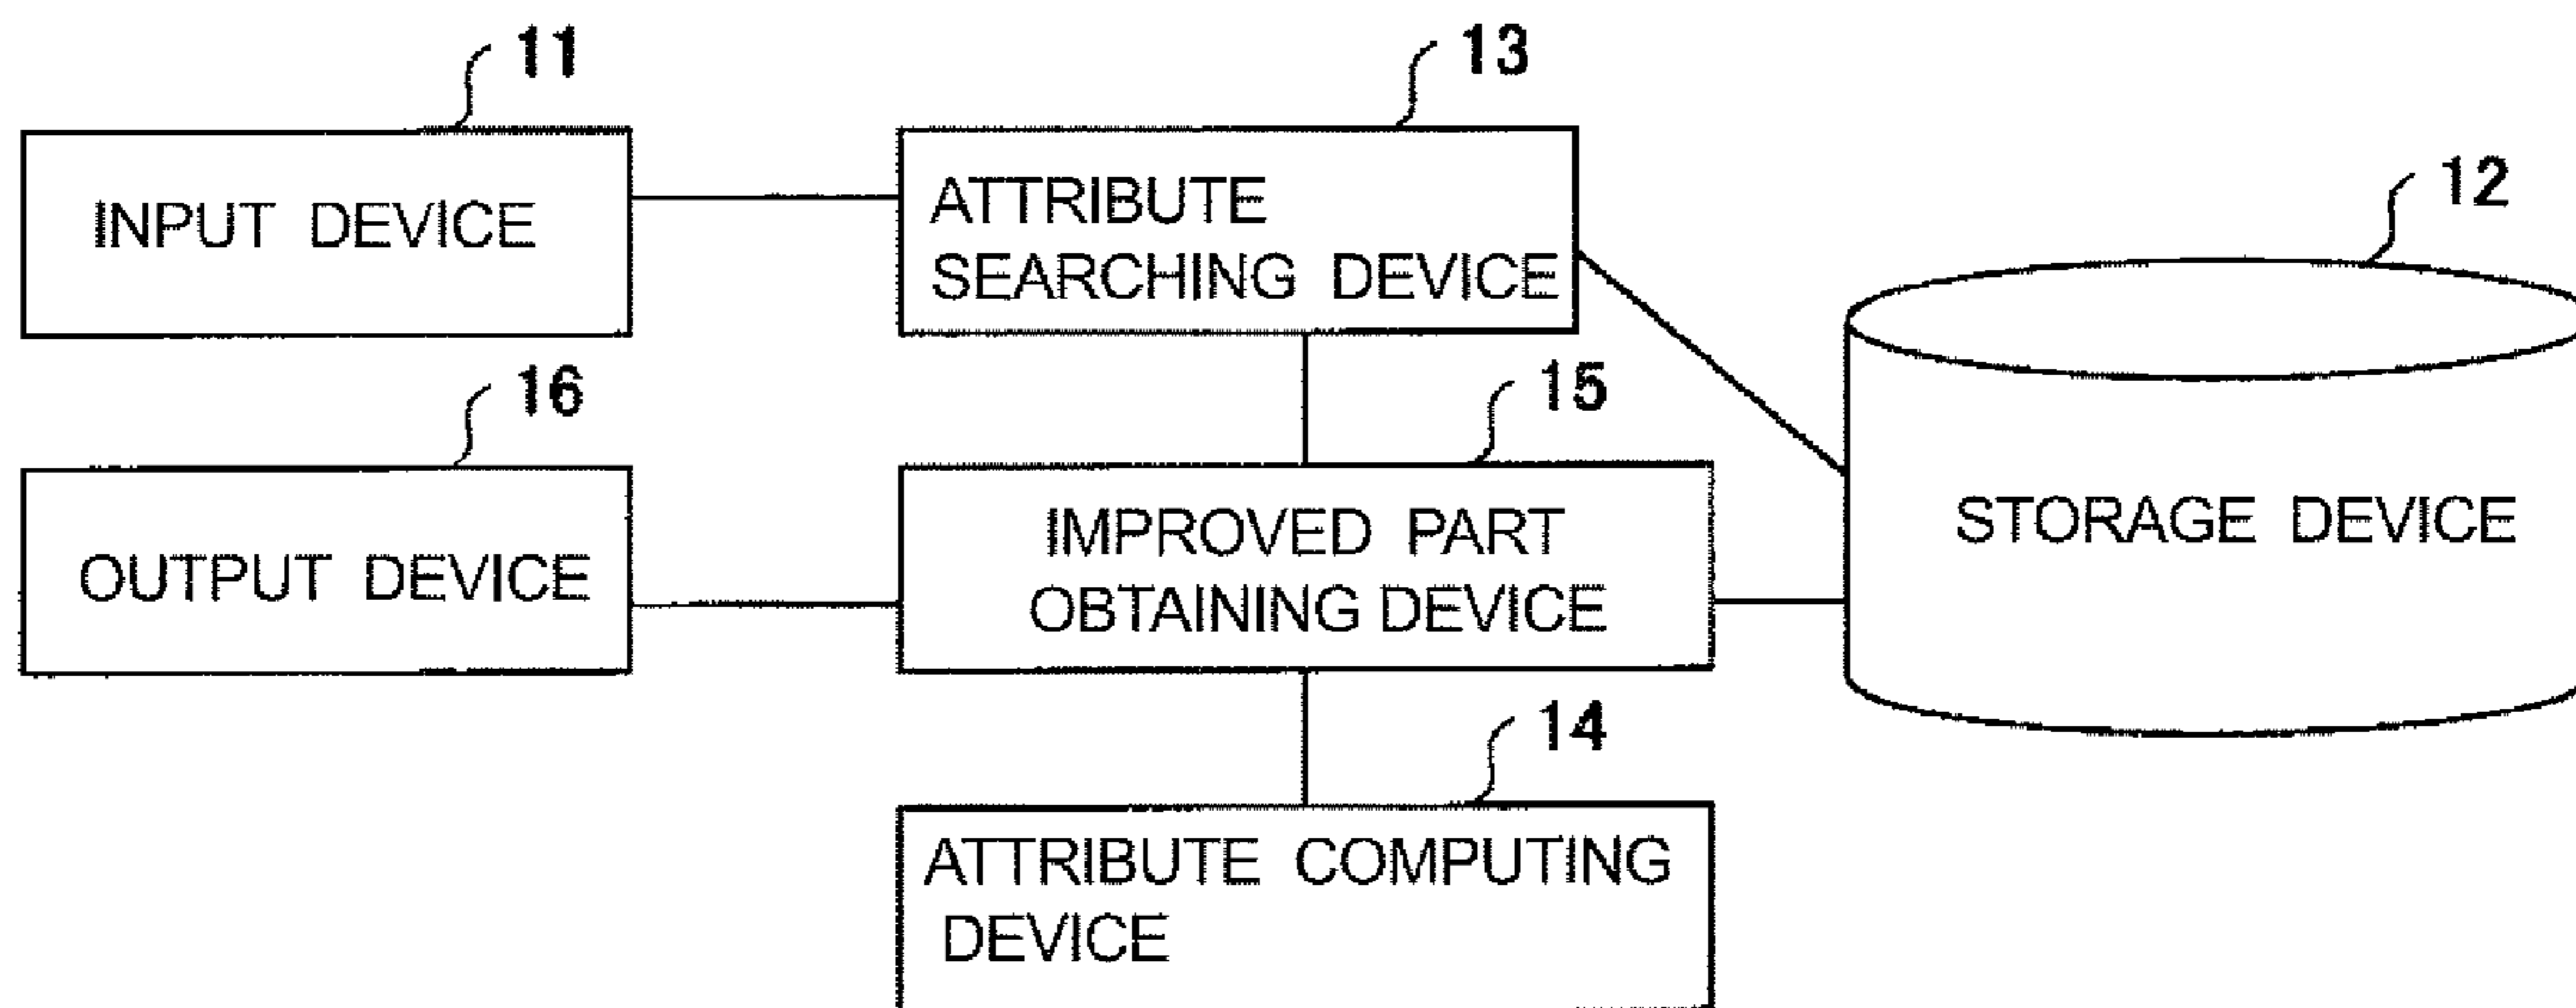 11
INPUT DEVICE
13
ATTRIBUTE
SEARCHING DEVICE
12
STORAGE DEVICE
16
OUTPUT DEVICE
15
IMPROVED PART
OBTAINING DEVICE
14
ATTRIBUTE COMPUTING
DEVICE